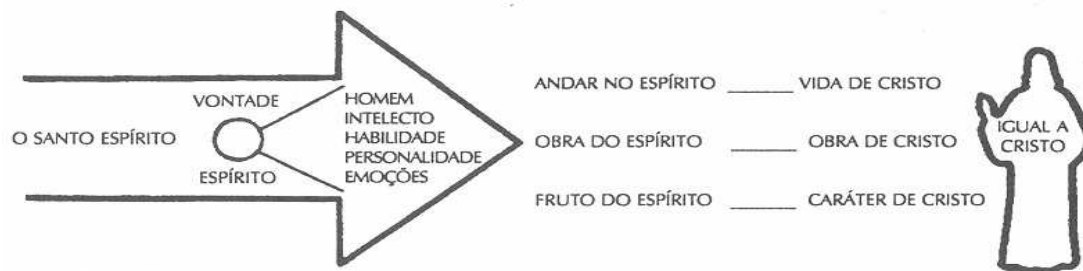 O SANTO ESPÍRITO
VONTADE
ESPÍRITO
HOMEM
INTELECTO
HABILIDADE
PERSONALIDADE
EMOÇÕES
ANDAR NO ESPÍRITO ______ VIDA DE CRISTO
OBRA DO ESPÍRITO ______ OBRA DE CRISTO
FRUTO DO ESPÍRITO ______ CARÁTER DE CRISTO
IGUAL A
CRISTO